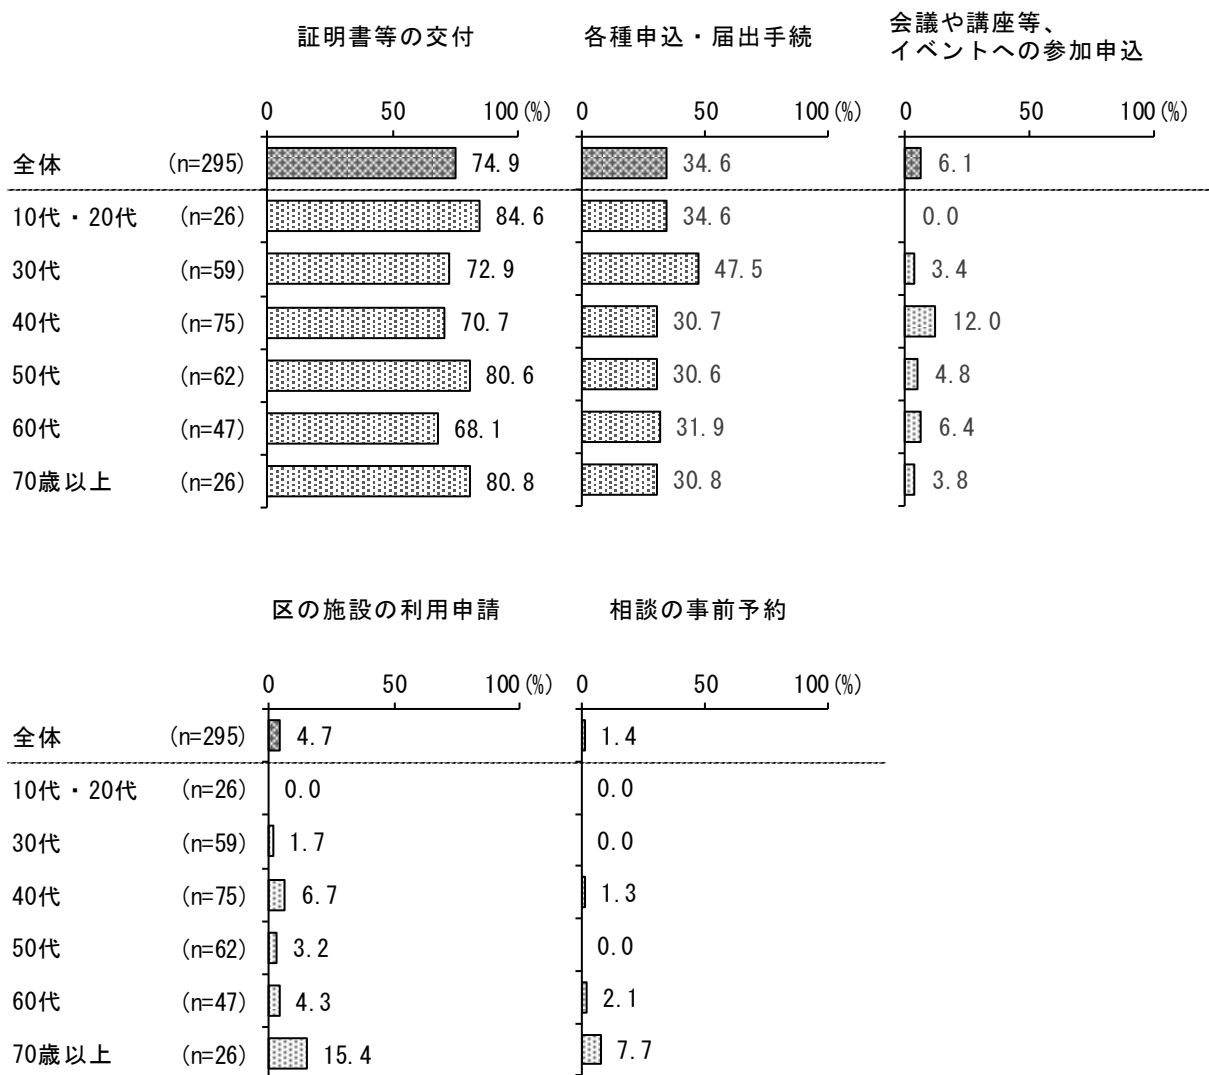 証明書等の交付 各種申込・届出手続 会議や講座等、
イベントへの参加申込
0 50 100(%) 0 50 100(%) 0 50 100(%)
全体 (n=295) 74.9 34.6 6.1
10代・20代 (n=26) 84.6 34.6 0.0
30代 (n=59) 72.9 47.5 3.4
40代 (n=75) 70.7 30.7 12.0
50代 (n=62) 80.6 30.6 4.8
60代 (n=47) 68.1 31.9 6.4
70歳以上 (n=26) 80.8 30.8 3.8
区の施設の利用申請 相談の事前予約
0 50 100(%) 0 50 100(%)
全体 (n=295) 4.7 1.4
10代・20代 (n=26) 0.0 0.0
30代 (n=59) 1.7 0.0
40代 (n=75) 6.7 1.3
50代 (n=62) 3.2 0.0
60代 (n=47) 4.3 2.1
70歳以上 (n=26) 15.4 7.7